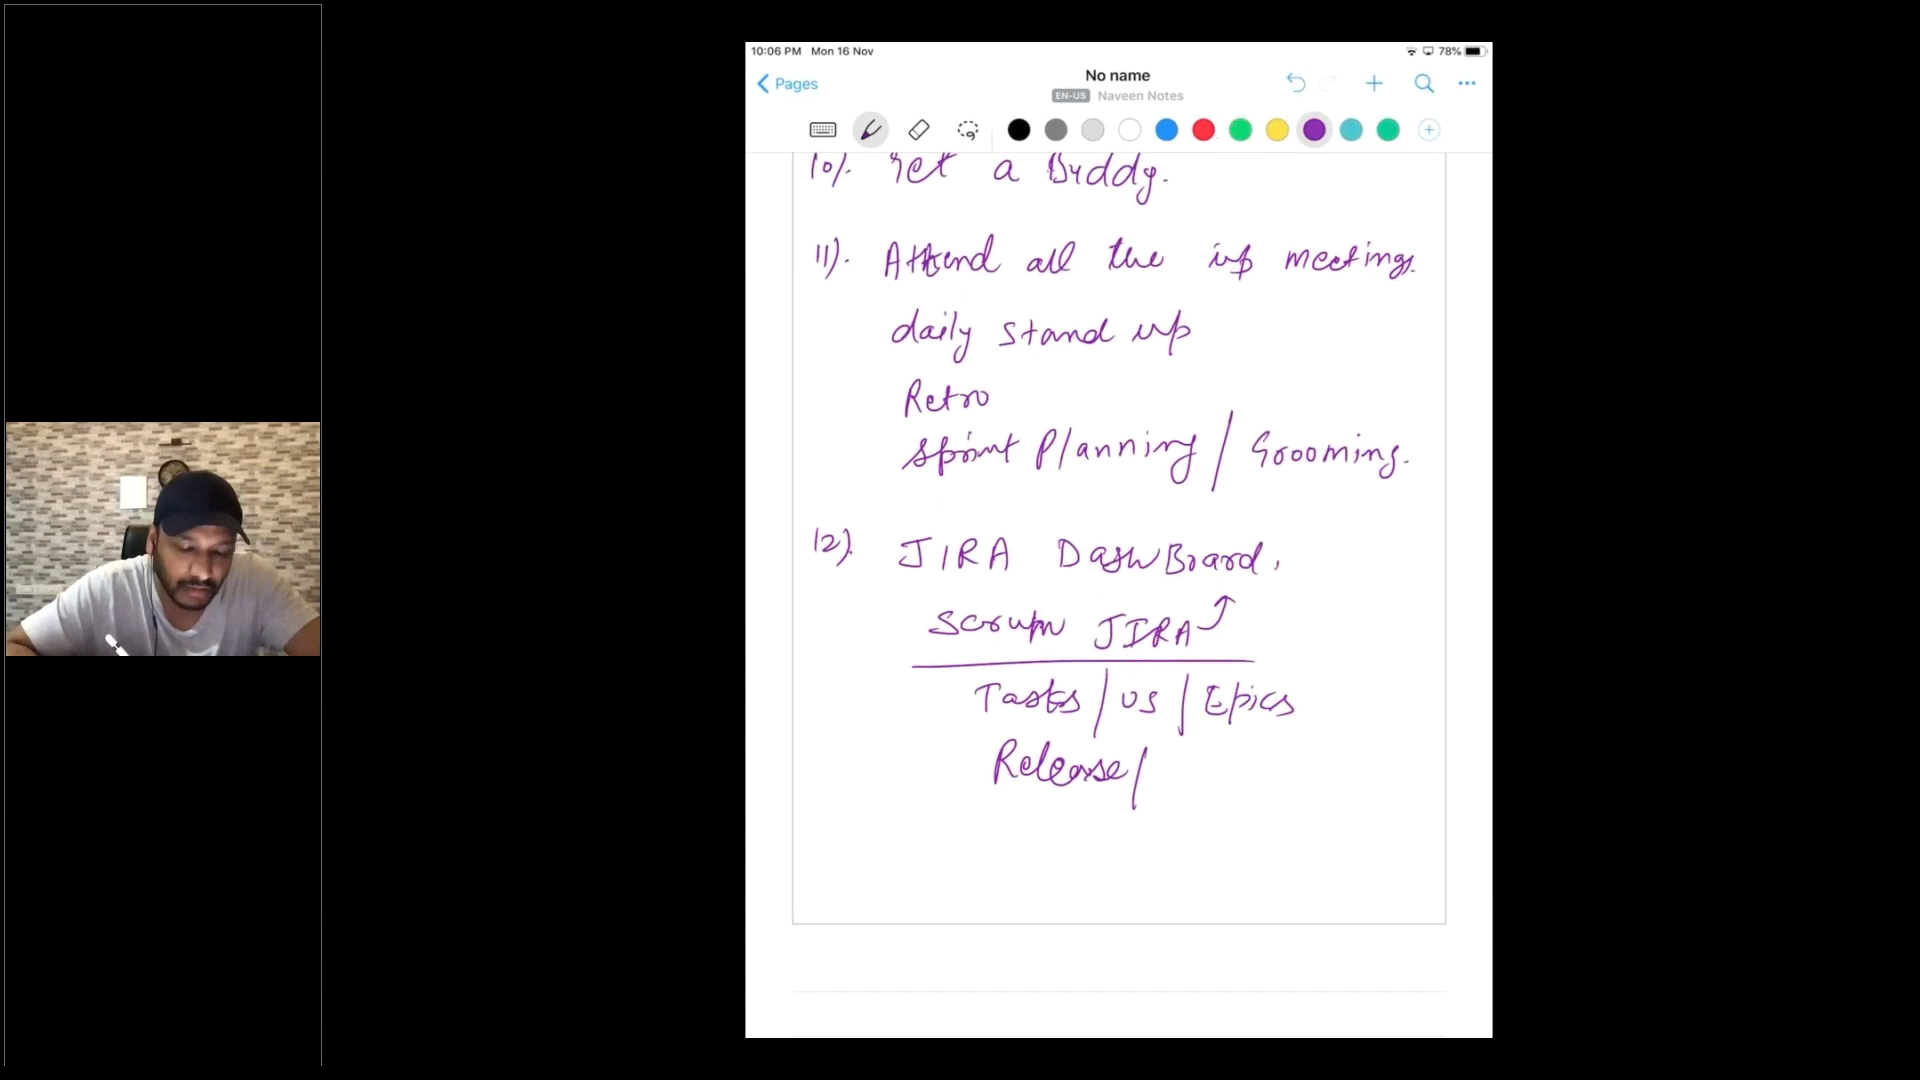 10:06 PM Mon 16 Nov 78%
Pages
No name
EN-US Naveen Notes
10). Get a Buddy.
11). Attend all the imp meetings.
daily stand up
Retro
Sprint Planning / Grooming.
12). JIRA DashBoard,
Scrum JIRA
Tasks / US / Epics
Release /